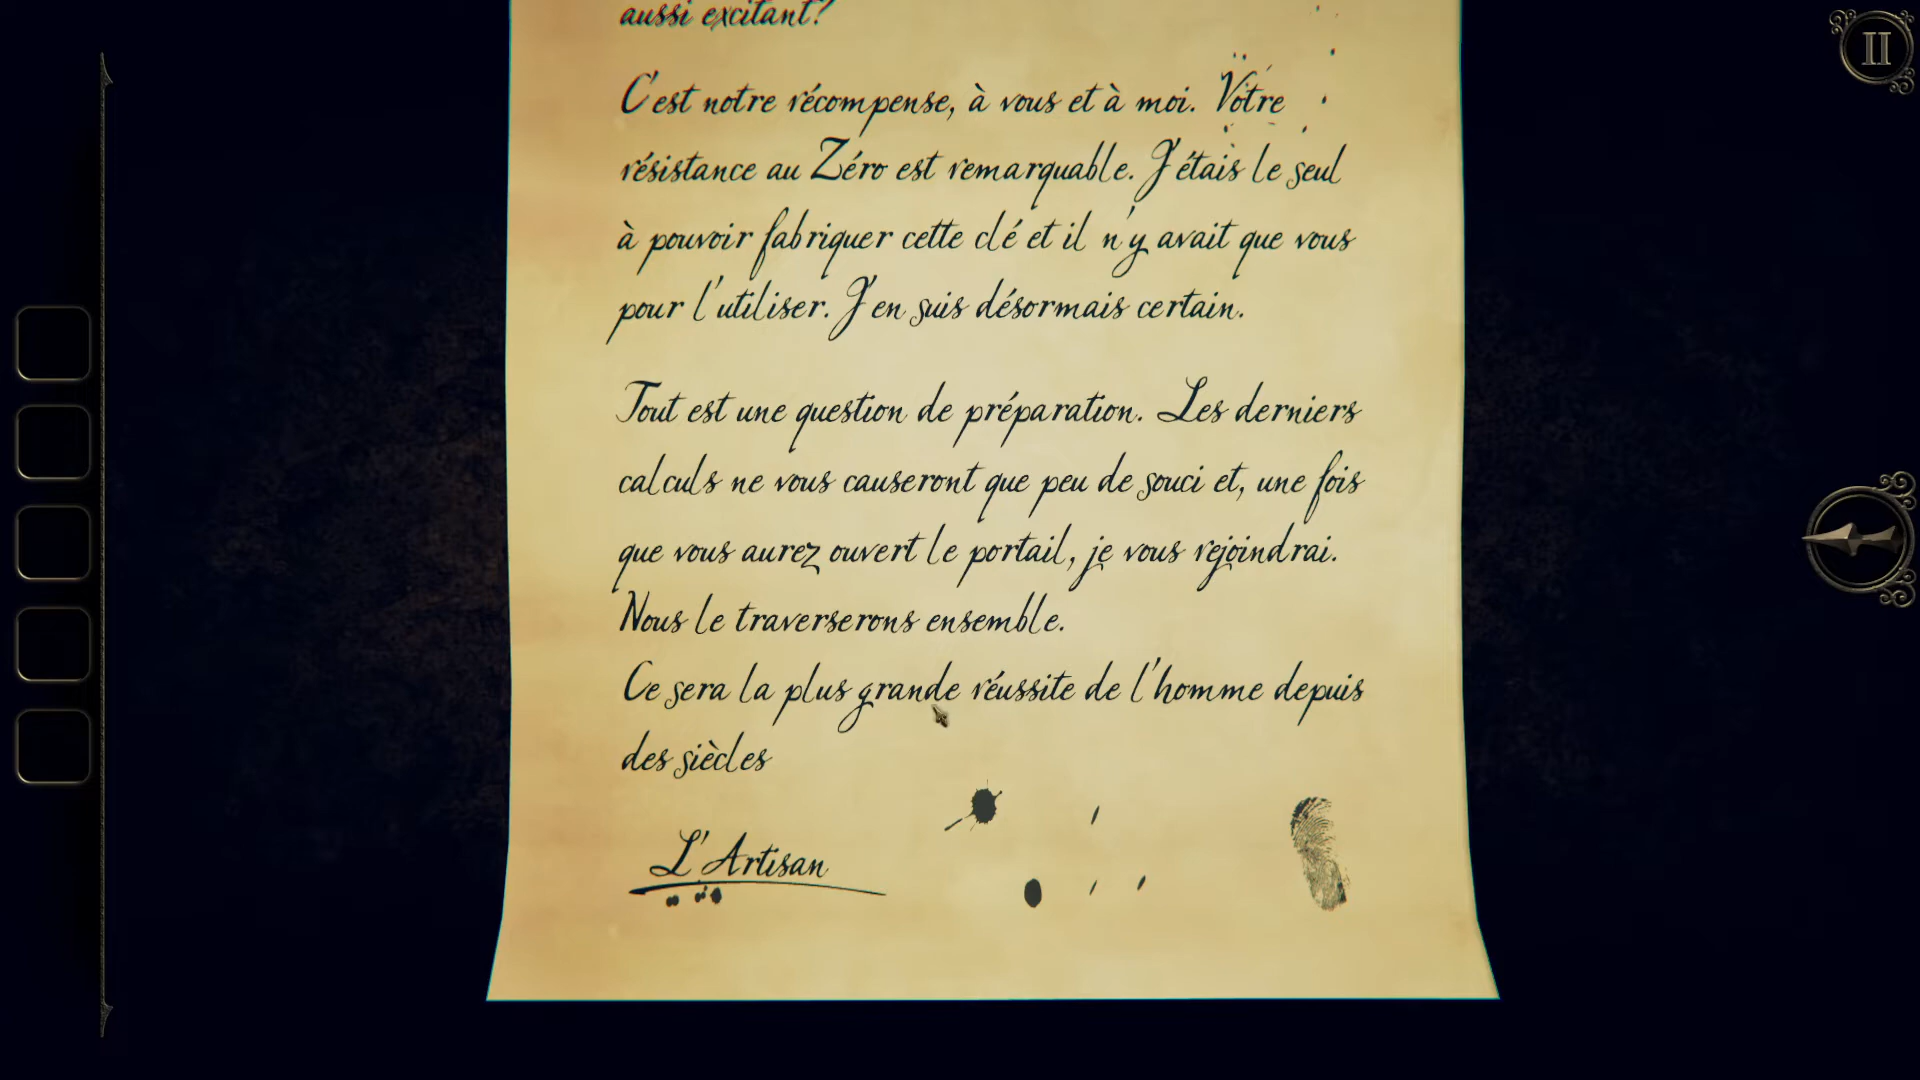 aussi excitant?
C'est notre récompense, à vous et à moi. Votre
résistance au Zéro est remarquable. J'étais le seul
à pouvoir fabriquer cette clé et il n'y avait que vous
pour l'utiliser. J'en suis désormais certain.
Tout est une question de préparation. Les derniers
calculs ne vous causeront que peu de souci et, une fois
que vous aurez ouvert le portail, je vous rejoindrai.
Nous le traverserons ensemble.
Ce sera la plus grande réussite de l'homme depuis
des siècles
L'Artisan
II